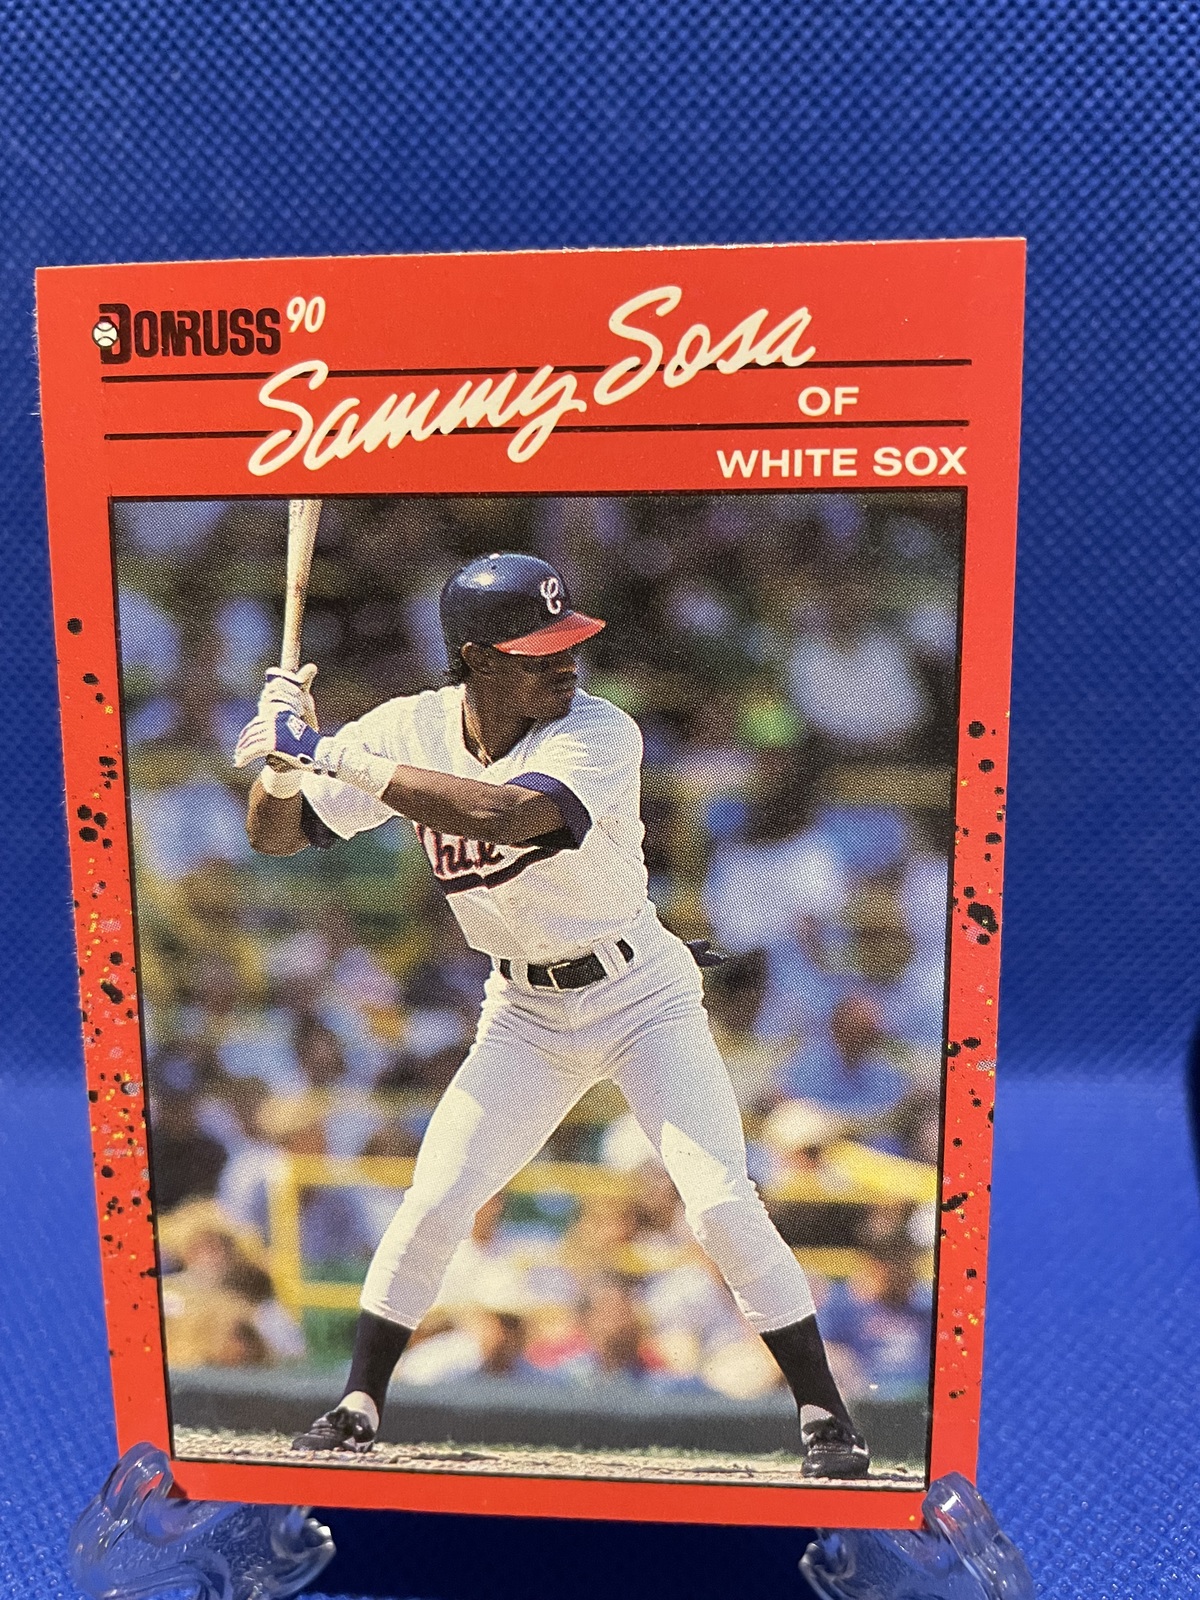 DONRUSS '90
Sammy Sosa
OF
WHITE SOX
C